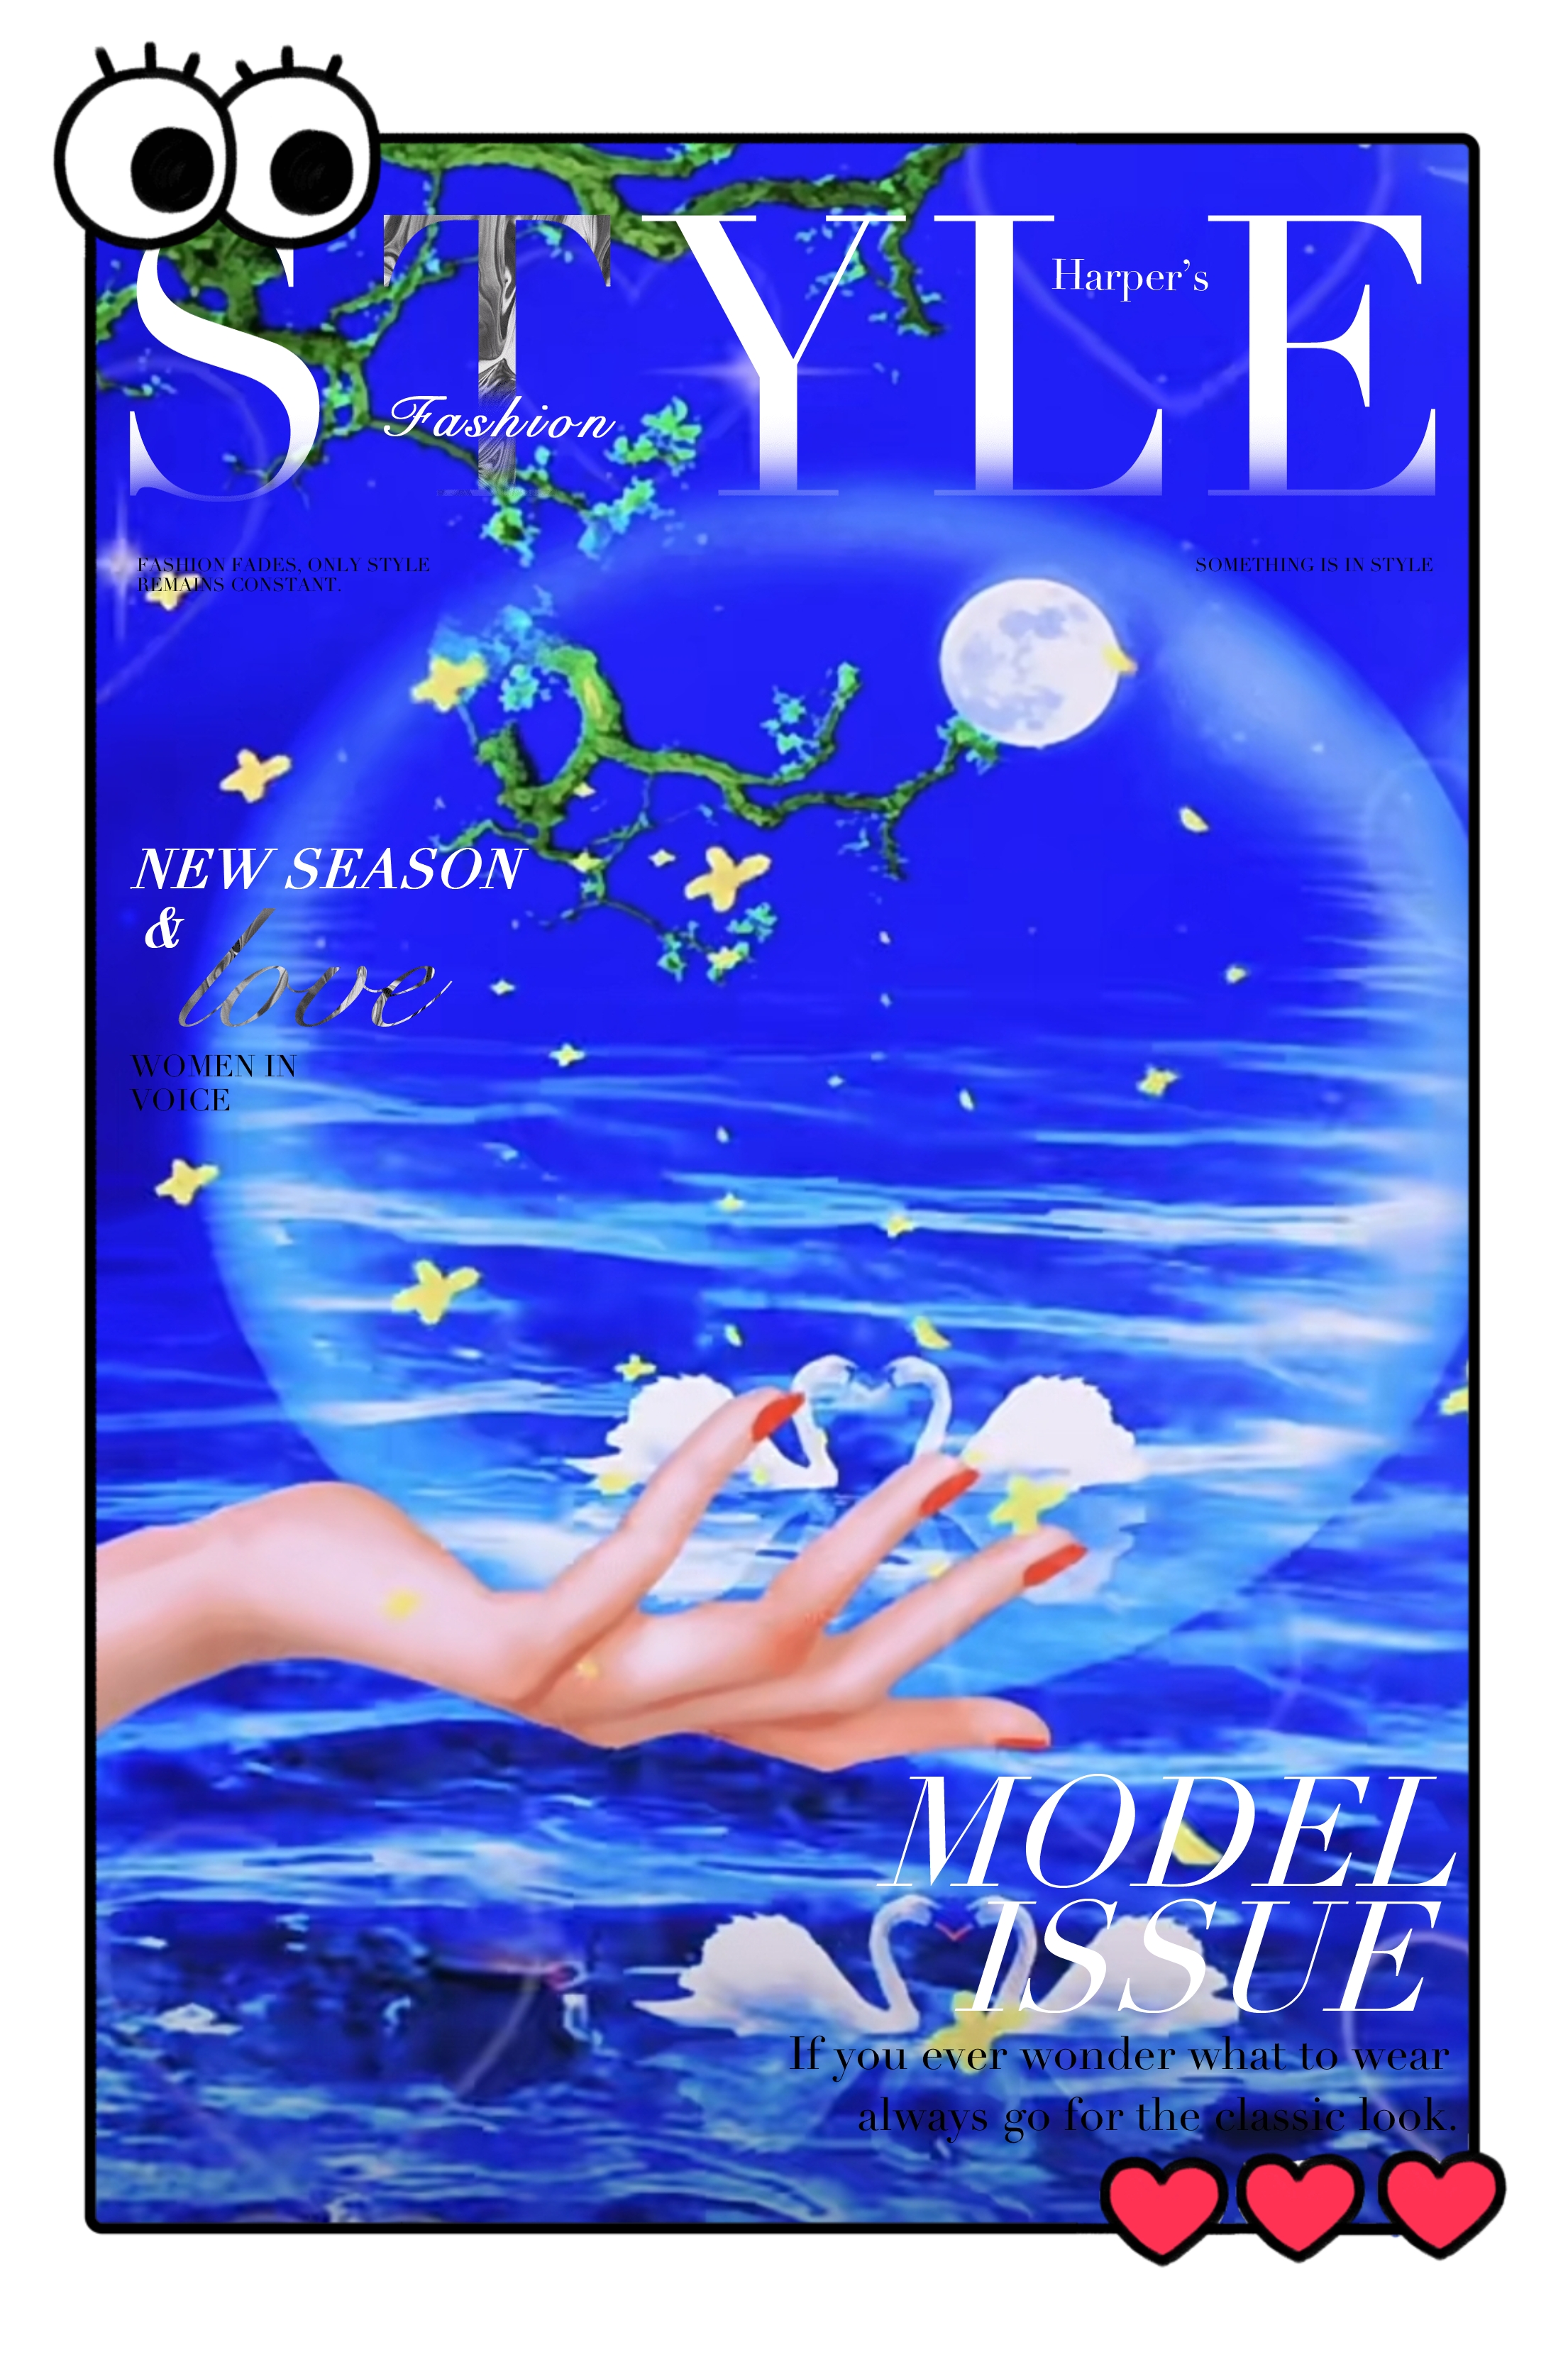 STYLE
Harper's
Fashion
FASHION FADES, ONLY STYLE
REMAINS CONSTANT.
SOMETHING IS IN STYLE
NEW SEASON
&
love
WOMEN IN
VOICE
MODEL
ISSUE
If you ever wonder what to wear
always go for the classic look.